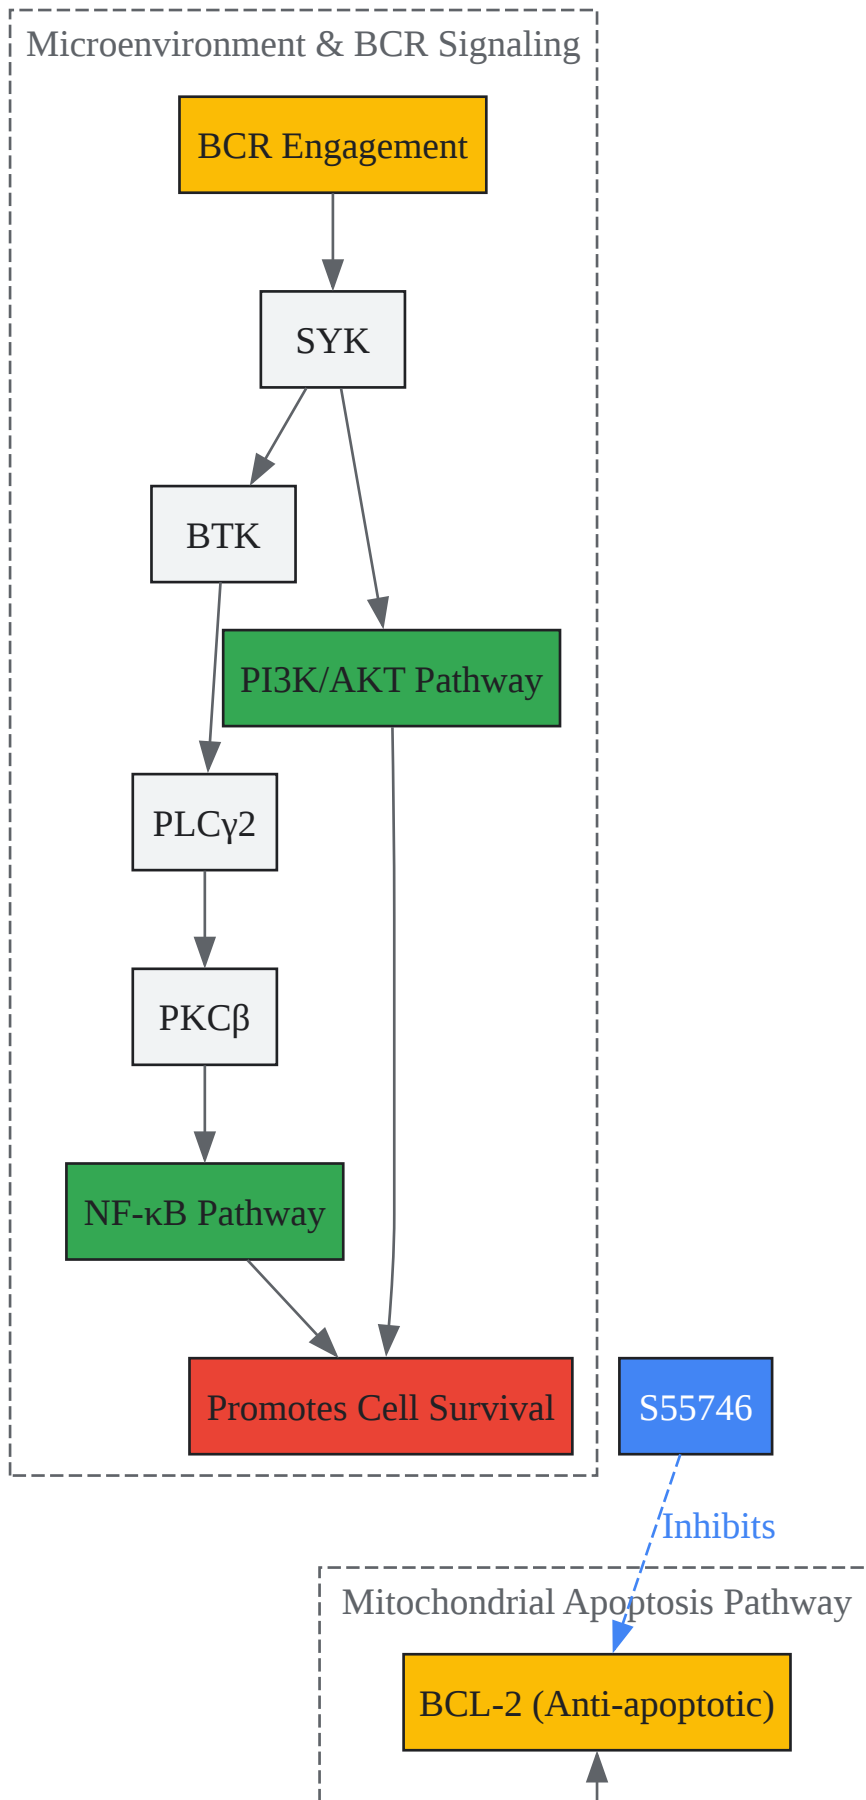 Microenvironment & BCR Signaling
BCR Engagement
SYK
BTK
PI3K/AKT Pathway
PLCγ2
PKCβ
NF-κB Pathway
Promotes Cell Survival
S55746
Inhibits
Mitochondrial Apoptosis Pathway
BCL-2 (Anti-apoptotic)